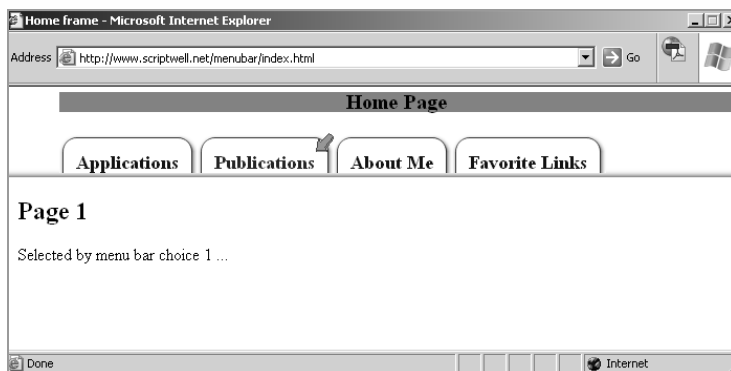 Home frame - Microsoft Internet Explorer
Address http://www.scriptwell.net/menubar/index.html Go
Home Page
Applications Publications About Me Favorite Links
Page 1
Selected by menu bar choice 1 ...
Done Internet